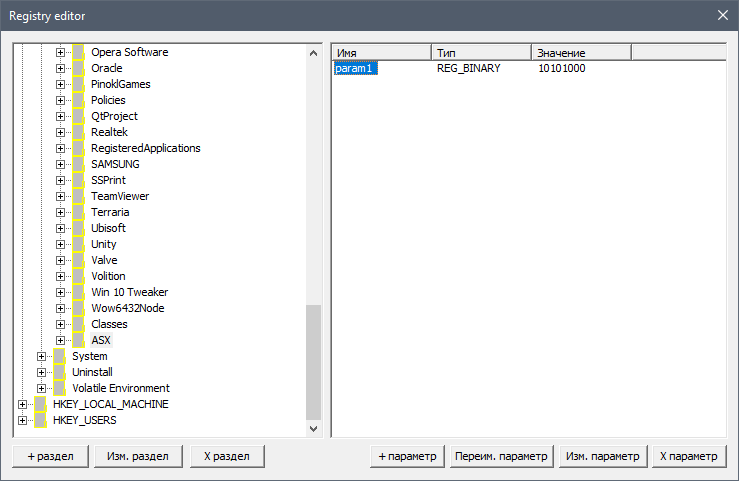 Registry editor
Opera Software
Oracle
PinoklGames
Policies
QtProject
Realtek
RegisteredApplications
SAMSUNG
SSPrint
TeamViewer
Terraria
Ubisoft
Unity
Valve
Volition
Win 10 Tweaker
Wow6432Node
Classes
ASX
System
Uninstall
Volatile Environment
HKEY_LOCAL_MACHINE
HKEY_USERS
Имя Тип Значение
param1 REG_BINARY 10101000
+ раздел Изм. раздел X раздел + параметр Переим. параметр Изм. параметр X параметр